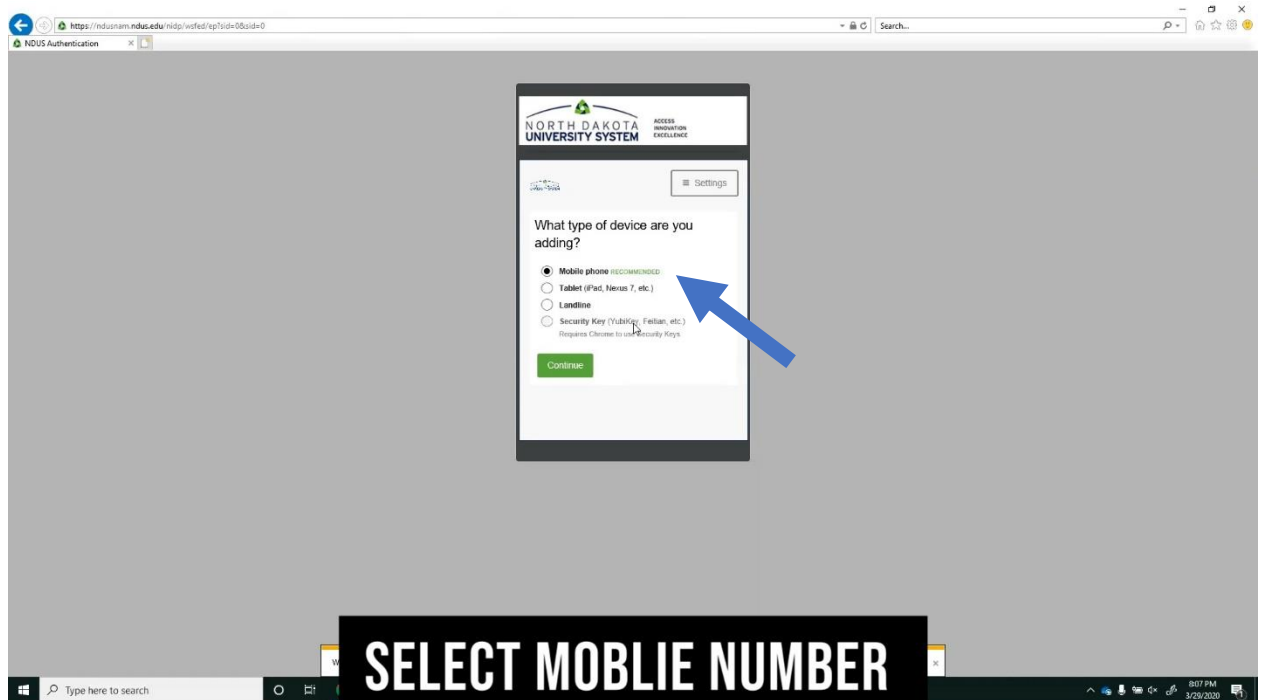 https://ndusnam.ndus.edu/nidp/wsfed/ep?sid=0&sid=0
Search...
NDUS Authentication
NORTH DAKOTA
UNIVERSITY SYSTEM
ACCESS
INNOVATION
EXCELLENCE
Settings
What type of device are you
adding?
Mobile phone RECOMMENDED
Tablet (iPad, Nexus 7, etc.)
Landline
Security Key (YubiKey, Feitian, etc.)
Requires Chrome to use Security Keys.
Continue
W
SELECT MOBLIE NUMBER
Type here to search
8:07 PM
3/29/2020